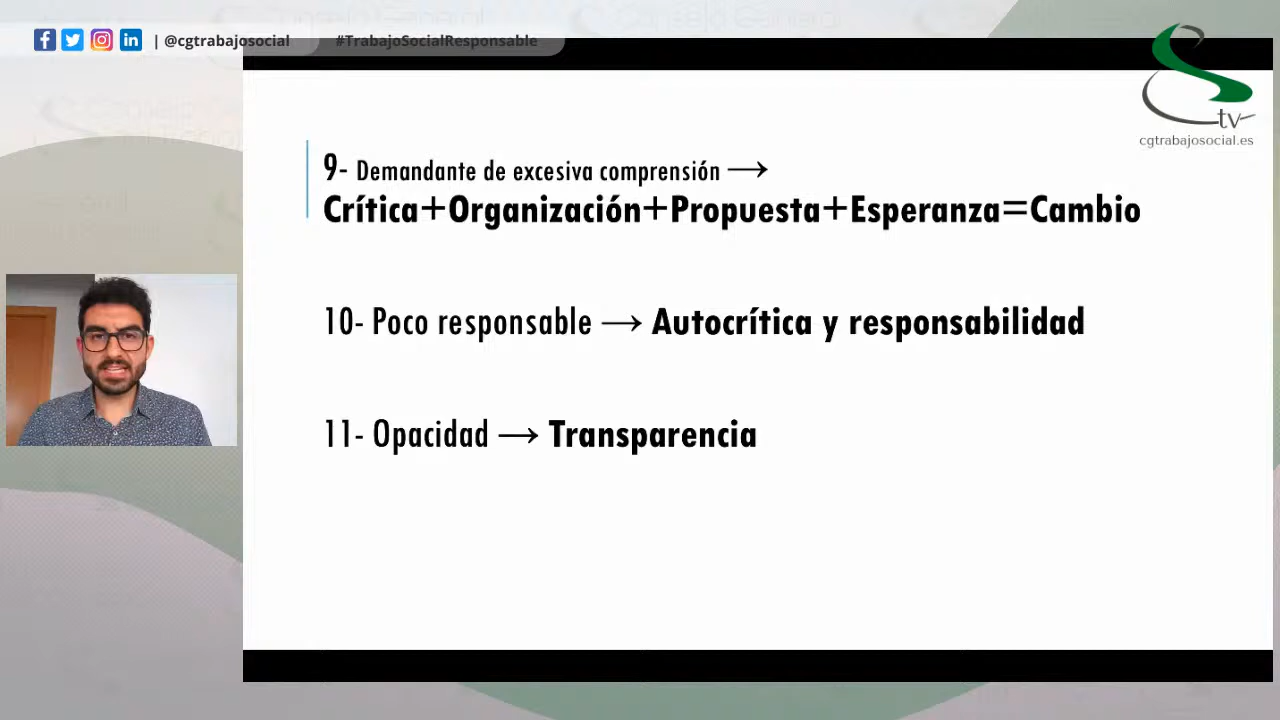 | @cgtrabajosocial
#TrabajoSocialResponsable
tv
cgtrabajosocial.es
9- Demandante de excesiva comprensión →
Crítica+Organización+Propuesta+Esperanza=Cambio
10- Poco responsable → Autocrítica y responsabilidad
11- Opacidad → Transparencia